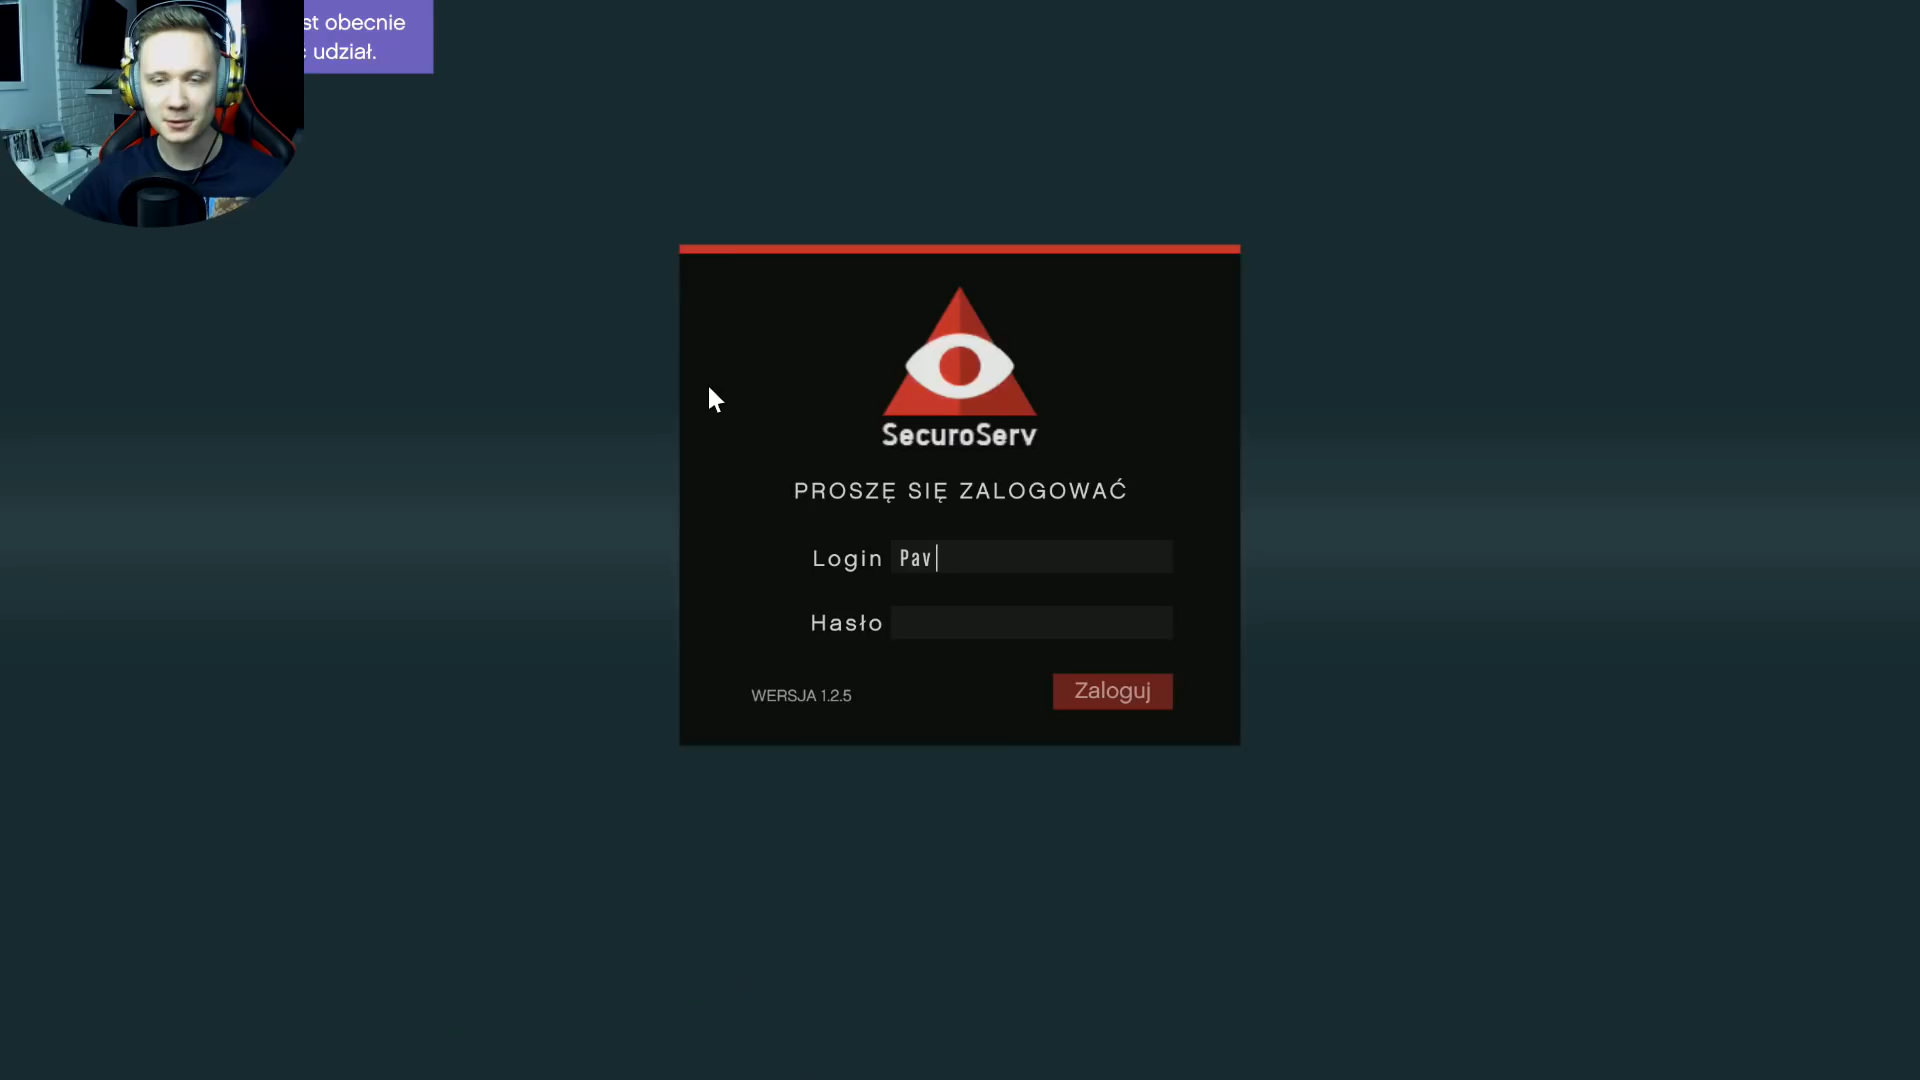 st obecnie
udział.
SecuroServ
PROSZĘ SIĘ ZALOGOWAĆ
Login Pav
Hasło
WERSJA 1.2.5
Zaloguj